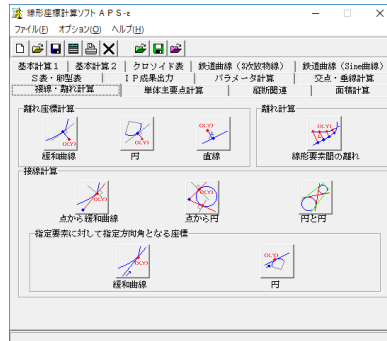 線形座標計算ソフトＡＰＳ-ε
ファイル(F) オプション(O) ヘルプ(H)
基本計算１ 基本計算２ クロソイド表 鉄道曲線（3次放物線） 鉄道曲線（Sine曲線）
Ｓ表・卵型表 ＩＰ成果出力 パラメータ計算 交点・垂線計算
接線・離れ計算 単体主要点計算 縦断関連 面積計算
離れ座標計算 離れ計算
(X,Y) (X,Y) (X,Y)
緩和曲線 円 直線 線形要素間の離れ
接線計算
(X,Y) (X,Y)
点から緩和曲線 点から円 円と円
指定要素に対して指定方向角となる座標
(X,Y) (X,Y)
緩和曲線 円